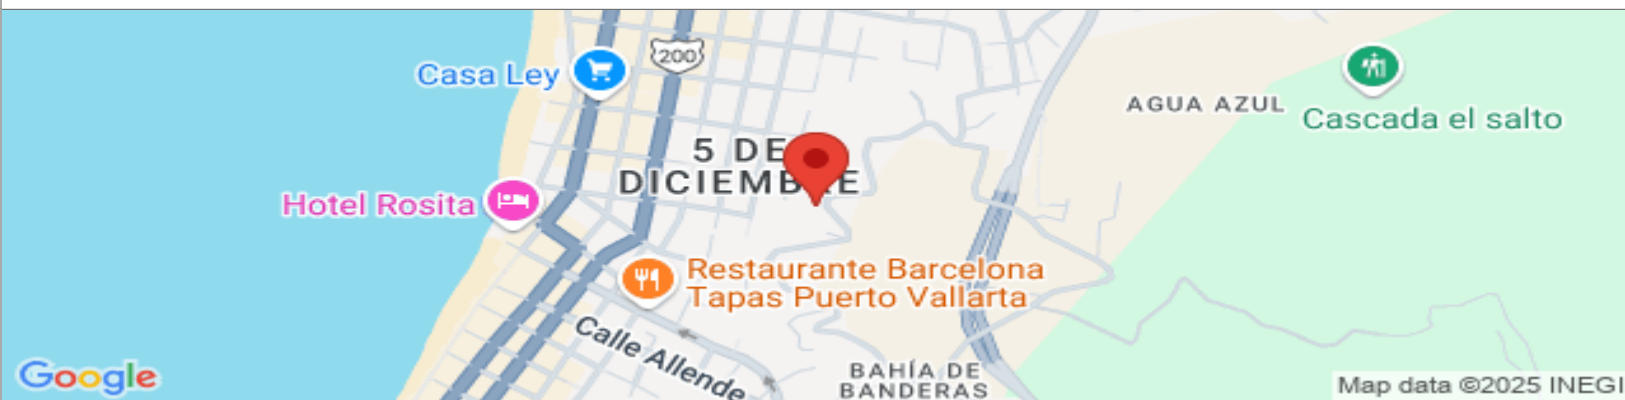 Casa Ley
200
AGUA AZUL
Cascada el salto
5 DE
DICIEMBRE
Hotel Rosita
Restaurante Barcelona
Tapas Puerto Vallarta
Calle Allende
BAHÍA DE
BANDERAS
Google
Map data ©2025 INEGI